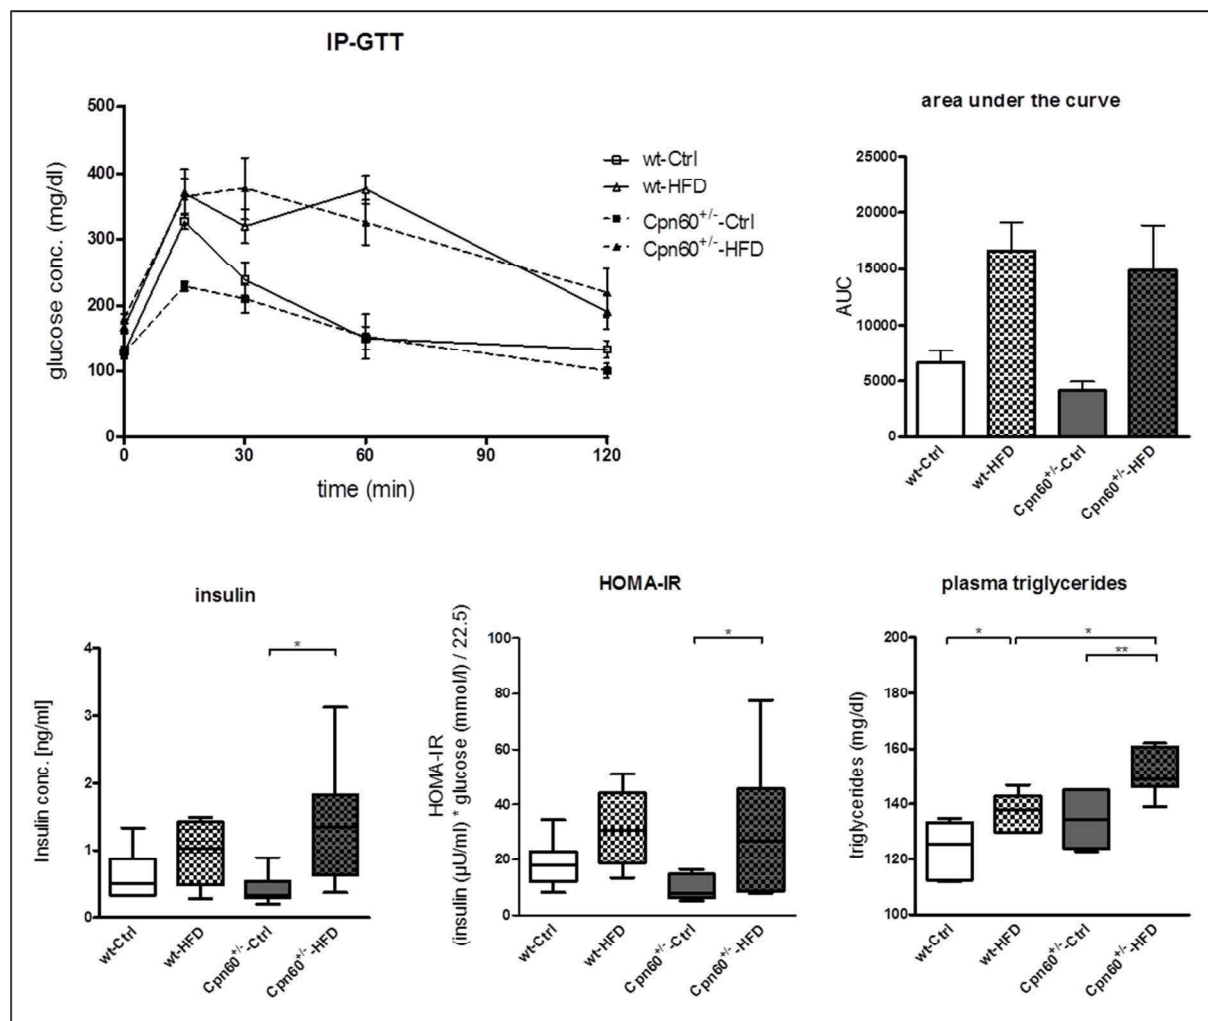 IP-GTT
glucose conc. (mg/dl)
500
400
300
200
100
0
0 30 60 90 120
time (min)
wt-Ctrl
wt-HFD
Cpn60+/--Ctrl
Cpn60+/--HFD
area under the curve
AUC
25000
20000
15000
10000
5000
0
wt-Ctrl
wt-HFD
Cpn60+/--Ctrl
Cpn60+/--HFD
insulin
Insulin conc. [ng/ml]
4
3
2
1
0
*
wt-Ctrl
wt-HFD
Cpn60+/--Ctrl
Cpn60+/--HFD
HOMA-IR
HOMA-IR
(insulin (µU/ml) * glucose (mmol/l) / 22.5)
100
80
60
40
20
0
*
wt-Ctrl
wt-HFD
Cpn60+/--Ctrl
Cpn60+/--HFD
plasma triglycerides
triglycerides (mg/dl)
200
180
160
140
120
100
* *
**
wt-Ctrl
wt-HFD
Cpn60+/--Ctrl
Cpn60+/--HFD